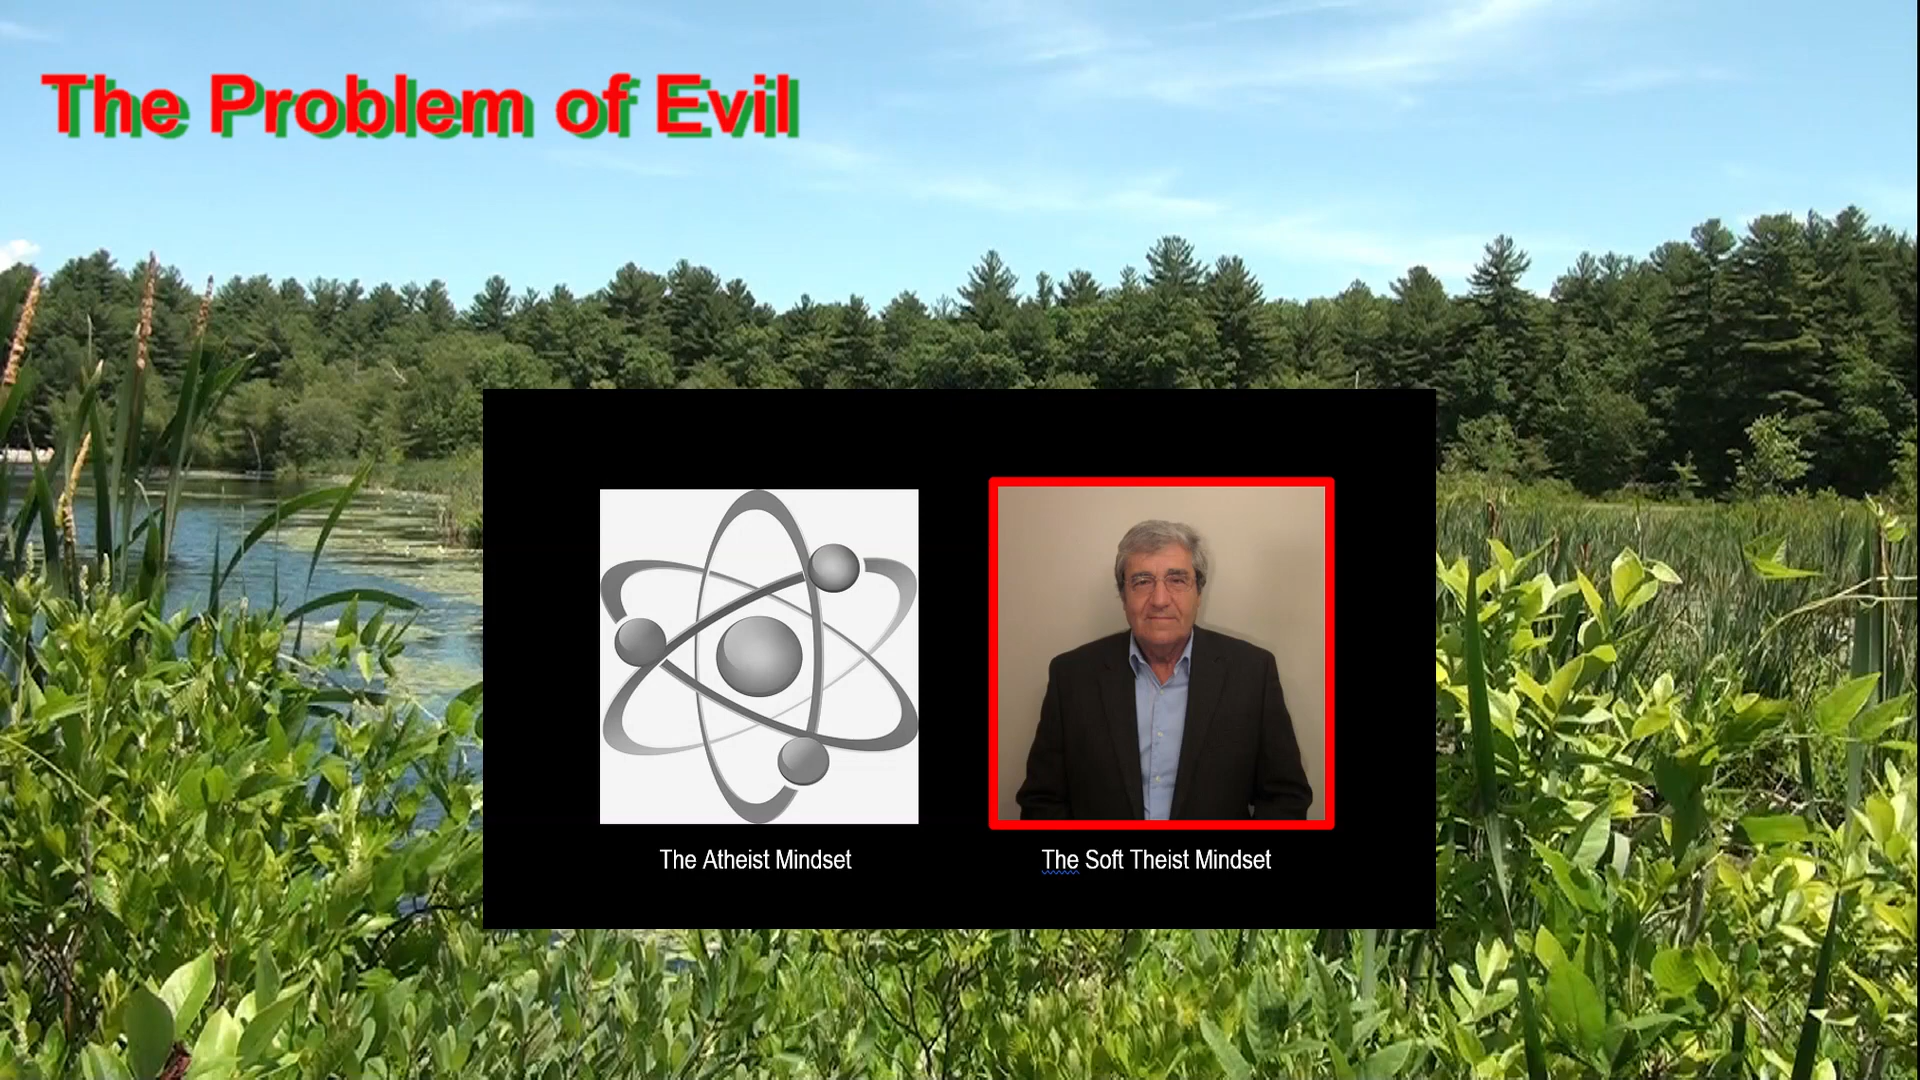 The Problem of Evil
The Atheist Mindset
The Soft Theist Mindset